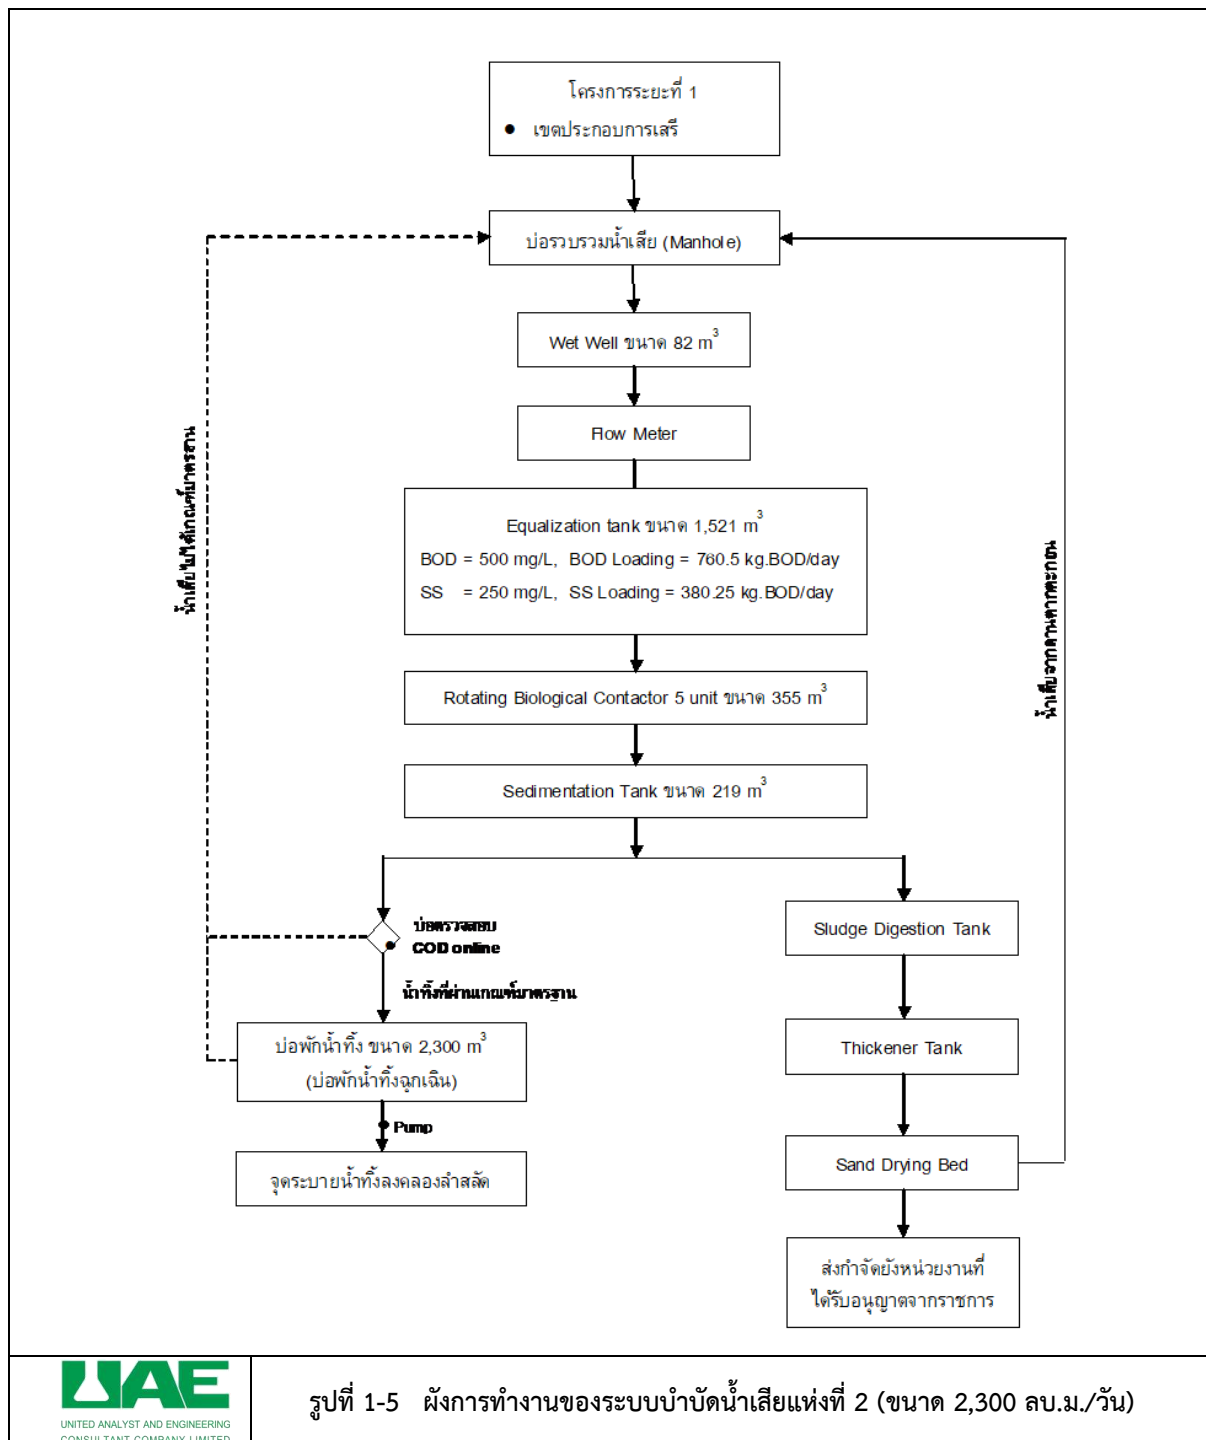 โครงการระยะที่ 1
● เขตประกอบการเสรี
บ่อรวบรวมน้ำเสีย (Manhole)
Wet Well ขนาด 82 m³
Flow Meter
Equalization tank ขนาด 1,521 m³
BOD = 500 mg/L, BOD Loading = 760.5 kg.BOD/day
SS = 250 mg/L, SS Loading = 380.25 kg.BOD/day
Rotating Biological Contactor 5 unit ขนาด 355 m³
Sedimentation Tank ขนาด 219 m³
น้ำเสียไม่ได้เกณฑ์มาตรฐาน
น้ำเสียจากลานตากตะกอน
บ่อตรวจสอบ
COD online
น้ำทิ้งที่ผ่านเกณฑ์มาตรฐาน
บ่อพักน้ำทิ้ง ขนาด 2,300 m³
(บ่อพักน้ำทิ้งฉุกเฉิน)
Pump
จุดระบายน้ำทิ้งลงคลองลำสลัด
Sludge Digestion Tank
Thickener Tank
Sand Drying Bed
ส่งกำจัดยังหน่วยงานที่
ได้รับอนุญาตจากราชการ
UAE
UNITED ANALYST AND ENGINEERING
CONSULTANT COMPANY LIMITED
รูปที่ 1-5 ผังการทำงานของระบบบำบัดน้ำเสียแห่งที่ 2 (ขนาด 2,300 ลบ.ม./วัน)